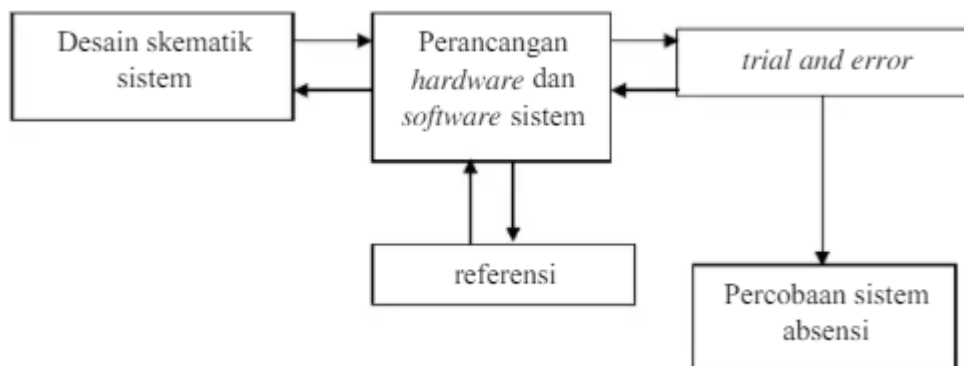 Desain skematik
sistem
Perancangan
hardware dan
software sistem
trial and error
referensi
Percobaan sistem
absensi